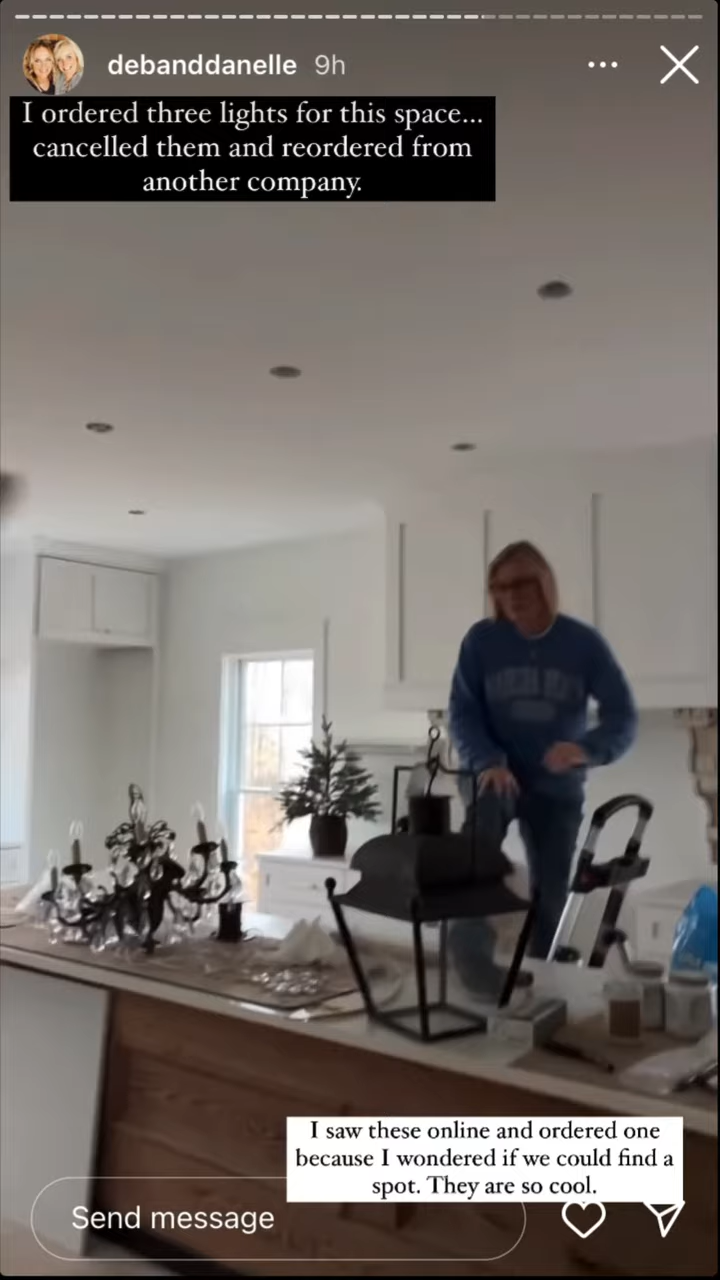 debanddanelle 9h
I ordered three lights for this space...
cancelled them and reordered from
another company.
I saw these online and ordered one
because I wondered if we could find a
spot. They are so cool.
Send message